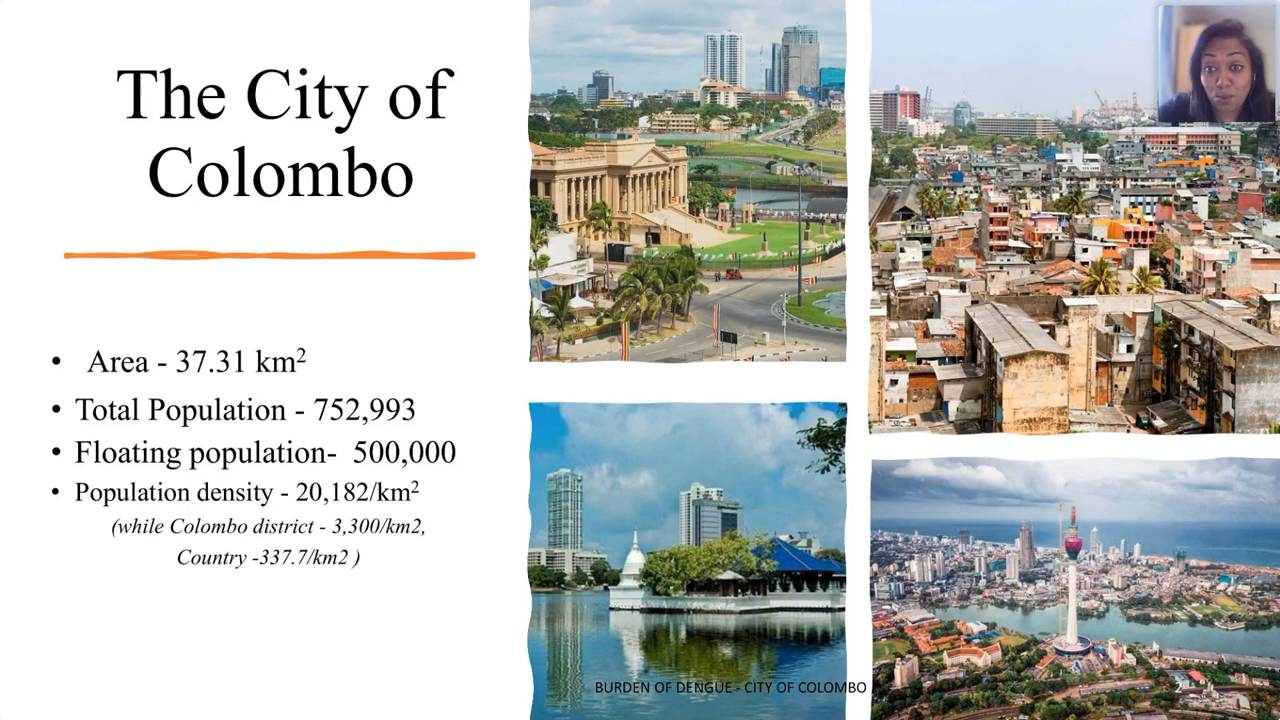 The City of
Colombo
• Area - 37.31 km²
• Total Population - 752,993
• Floating population-  500,000
• Population density - 20,182/km²
(while Colombo district - 3,300/km2,
Country -337.7/km2 )
BURDEN OF DENGUE - CITY OF COLOMBO
2